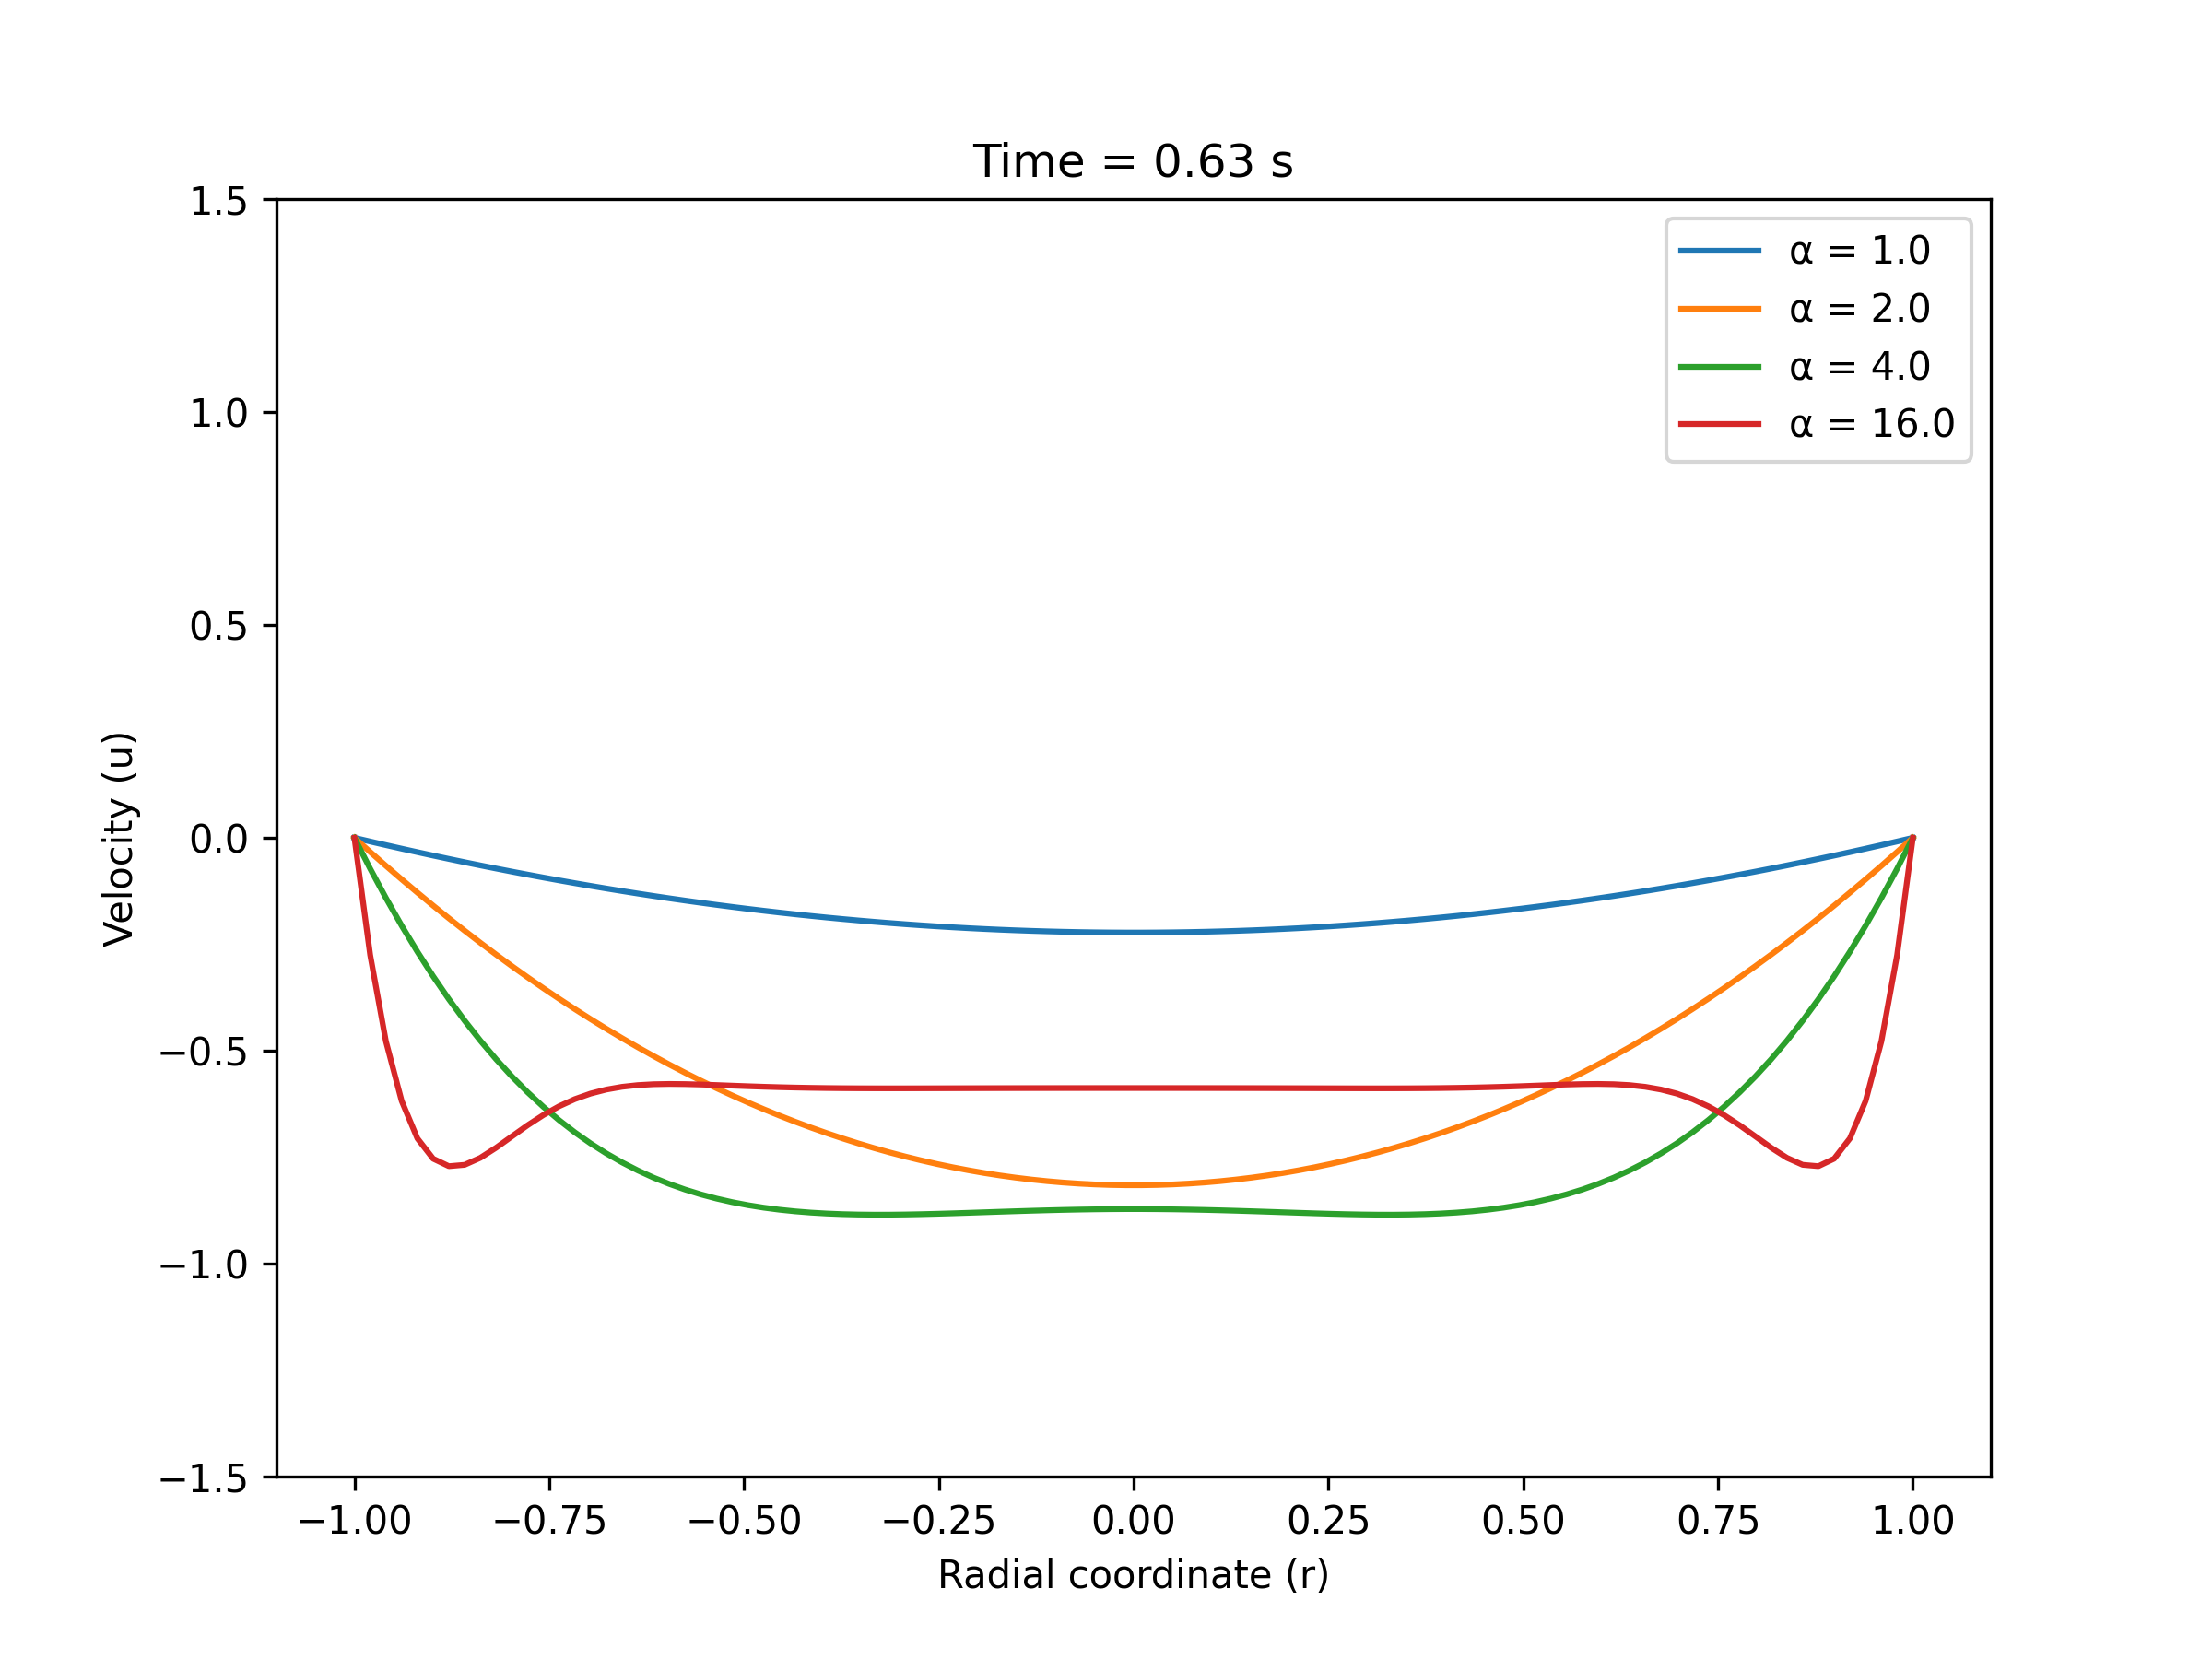 Time = 0.63 s
1.5
1.0
0.5
0.0
−0.5
−1.0
−1.5
Velocity (u)
α = 1.0
α = 2.0
α = 4.0
α = 16.0
−1.00 −0.75 −0.50 −0.25 0.00 0.25 0.50 0.75 1.00
Radial coordinate (r)